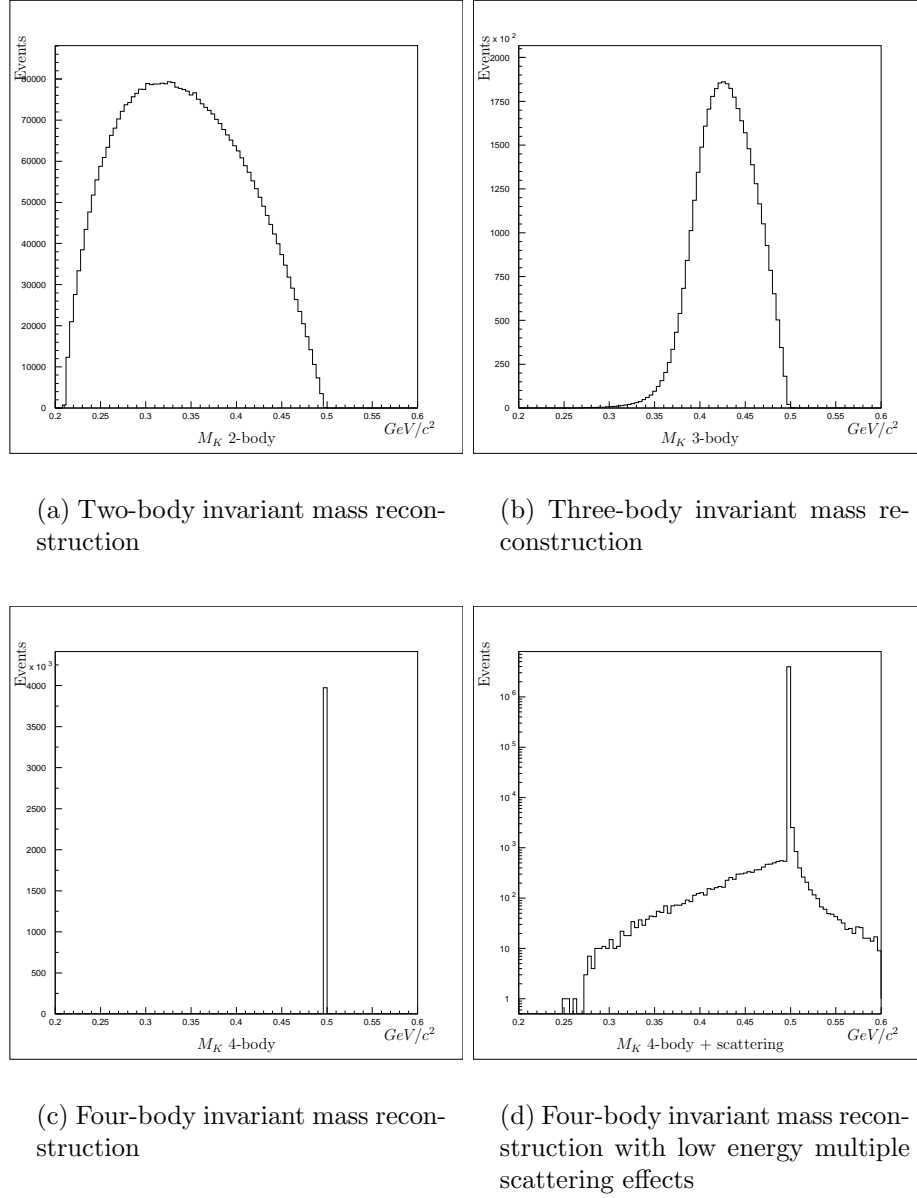 Events
80000
70000
60000
50000
40000
30000
20000
10000
0
0.2 0.25 0.3 0.35 0.4 0.45 0.5 0.55 0.6
GeV/c²
M_K 2-body
(a) Two-body invariant mass recon-
struction
x 10²
Events
2000
1750
1500
1250
1000
750
500
250
0
0.2 0.25 0.3 0.35 0.4 0.45 0.5 0.55 0.6
GeV/c²
M_K 3-body
(b) Three-body invariant mass re-
construction
Events
x 10³
4000
3500
3000
2500
2000
1500
1000
500
0
0.2 0.25 0.3 0.35 0.4 0.45 0.5 0.55 0.6
GeV/c²
M_K 4-body
(c) Four-body invariant mass recon-
struction
Events
10⁶
10⁵
10⁴
10³
10²
10
1
0.2 0.25 0.3 0.35 0.4 0.45 0.5 0.55 0.6
GeV/c²
M_K 4-body + scattering
(d) Four-body invariant mass recon-
struction with low energy multiple
scattering effects